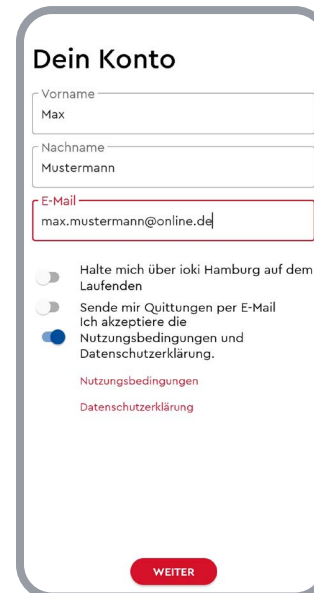 Dein Konto
Vorname
Max
Nachname
Mustermann
E-Mail
max.mustermann@online.de
Halte mich über ioki Hamburg auf dem
Laufenden
Sende mir Quittungen per E-Mail
Ich akzeptiere die
Nutzungsbedingungen und
Datenschutzerklärung.
Nutzungsbedingungen
Datenschutzerklärung
WEITER